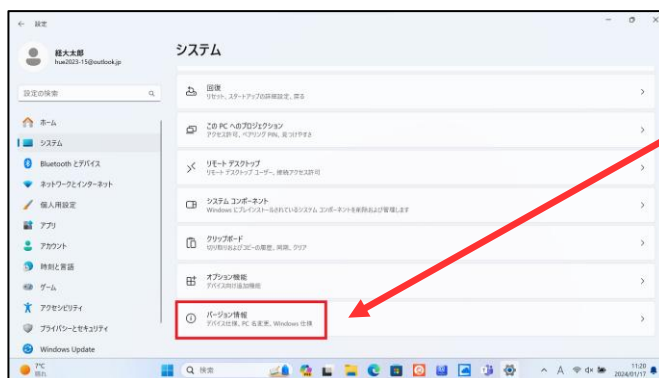 設定
経大太郎
hue2023-15@outlook.jp
設定の検索
ホーム
システム
Bluetooth とデバイス
ネットワークとインターネット
個人用設定
アプリ
アカウント
時刻と言語
ゲーム
アクセシビリティ
プライバシーとセキュリティ
Windows Update
システム
回復
リセット、スタートアップの詳細設定、戻る
この PC へのプロジェクション
アクセス許可、ペアリング PIN、見つけやすさ
リモート デスクトップ
リモート デスクトップ ユーザー、接続アクセス許可
システム コンポーネント
Windows にプレインストールされているシステム コンポーネントを削除および管理します
クリップボード
切り取りおよびコピーの履歴、同期、クリア
オプション機能
デバイス向け追加機能
バージョン情報
デバイス仕様、PC 名変更、Windows 仕様
7°C
晴れ
検索
A
11:20
2024/01/17